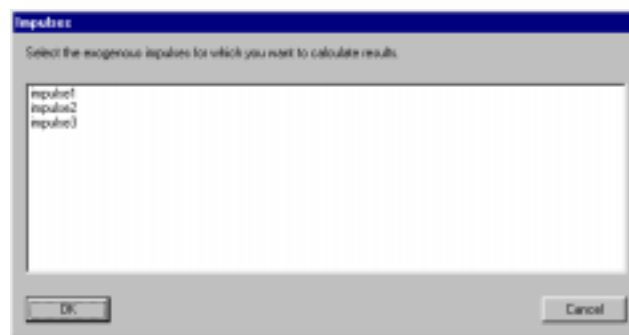 Impulses
Select the exogenous impulses for which you want to calculate results.
impulse1
impulse2
impulse3
OK
Cancel